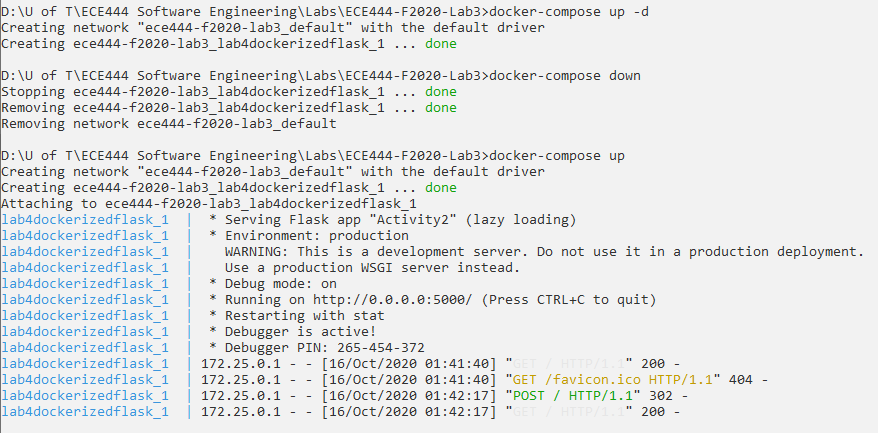 D:\U of T\ECE444 Software Engineering\Labs\ECE444-F2020-Lab3>docker-compose up -d
Creating network "ece444-f2020-lab3_default" with the default driver
Creating ece444-f2020-lab3_lab4dockerizedflask_1 ... done
D:\U of T\ECE444 Software Engineering\Labs\ECE444-F2020-Lab3>docker-compose down
Stopping ece444-f2020-lab3_lab4dockerizedflask_1 ... done
Removing ece444-f2020-lab3_lab4dockerizedflask_1 ... done
Removing network ece444-f2020-lab3_default
D:\U of T\ECE444 Software Engineering\Labs\ECE444-F2020-Lab3>docker-compose up
Creating network "ece444-f2020-lab3_default" with the default driver
Creating ece444-f2020-lab3_lab4dockerizedflask_1 ... done
Attaching to ece444-f2020-lab3_lab4dockerizedflask_1
lab4dockerizedflask_1  |  * Serving Flask app "Activity2" (lazy loading)
lab4dockerizedflask_1  |  * Environment: production
lab4dockerizedflask_1  |    WARNING: This is a development server. Do not use it in a production deployment.
lab4dockerizedflask_1  |    Use a production WSGI server instead.
lab4dockerizedflask_1  |  * Debug mode: on
lab4dockerizedflask_1  |  * Running on http://0.0.0.0:5000/ (Press CTRL+C to quit)
lab4dockerizedflask_1  |  * Restarting with stat
lab4dockerizedflask_1  |  * Debugger is active!
lab4dockerizedflask_1  |  * Debugger PIN: 265-454-372
lab4dockerizedflask_1  | 172.25.0.1 - - [16/Oct/2020 01:41:40] "GET / HTTP/1.1" 200 -
lab4dockerizedflask_1  | 172.25.0.1 - - [16/Oct/2020 01:41:40] "GET /favicon.ico HTTP/1.1" 404 -
lab4dockerizedflask_1  | 172.25.0.1 - - [16/Oct/2020 01:42:17] "POST / HTTP/1.1" 302 -
lab4dockerizedflask_1  | 172.25.0.1 - - [16/Oct/2020 01:42:17] "GET / HTTP/1.1" 200 -